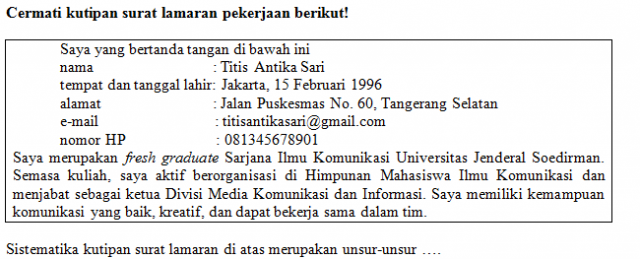 Cermati kutipan surat lamaran pekerjaan berikut!
Saya yang bertanda tangan di bawah ini
nama : Titis Antika Sari
tempat dan tanggal lahir: Jakarta, 15 Februari 1996
alamat : Jalan Puskesmas No. 60, Tangerang Selatan
e-mail : titisantikasari@gmail.com
nomor HP : 081345678901
Saya merupakan fresh graduate Sarjana Ilmu Komunikasi Universitas Jenderal Soedirman.
Semasa kuliah, saya aktif berorganisasi di Himpunan Mahasiswa Ilmu Komunikasi dan
menjabat sebagai ketua Divisi Media Komunikasi dan Informasi. Saya memiliki kemampuan
komunikasi yang baik, kreatif, dan dapat bekerja sama dalam tim.
Sistematika kutipan surat lamaran di atas merupakan unsur-unsur ….